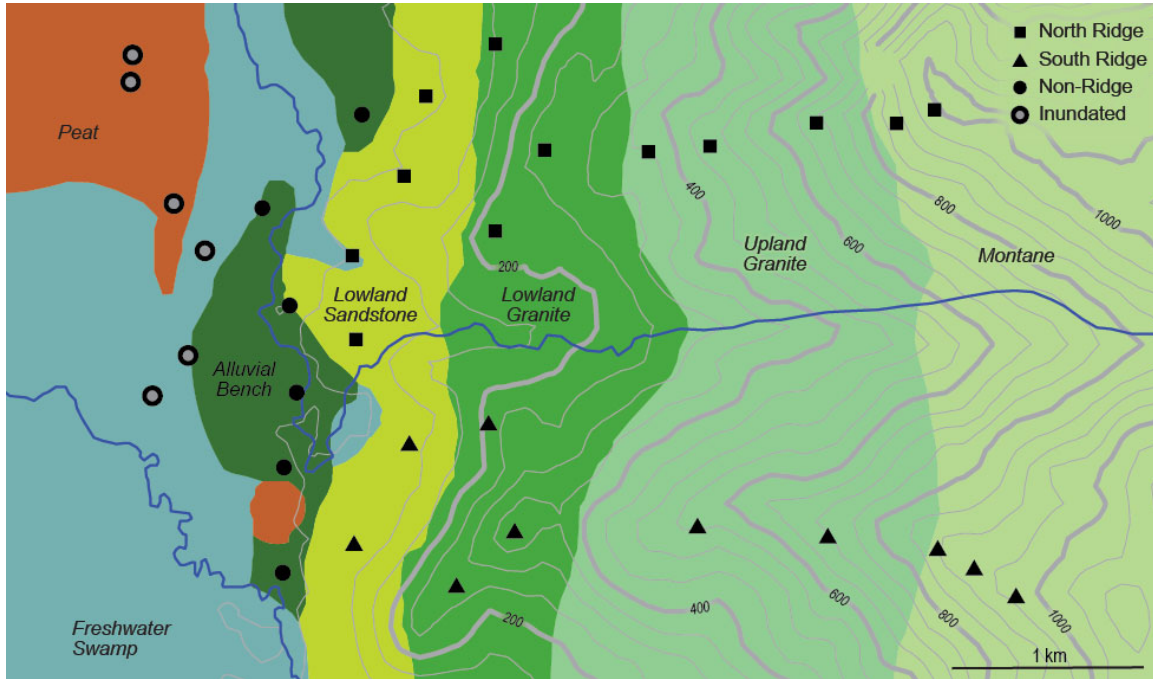 North Ridge
South Ridge
Non-Ridge
Inundated
Peat
400
800
1000
600
Upland
Granite
Montane
200
Lowland
Sandstone
Lowland
Granite
Alluvial
Bench
Freshwater
Swamp
200
400
600
800
1000
1 km